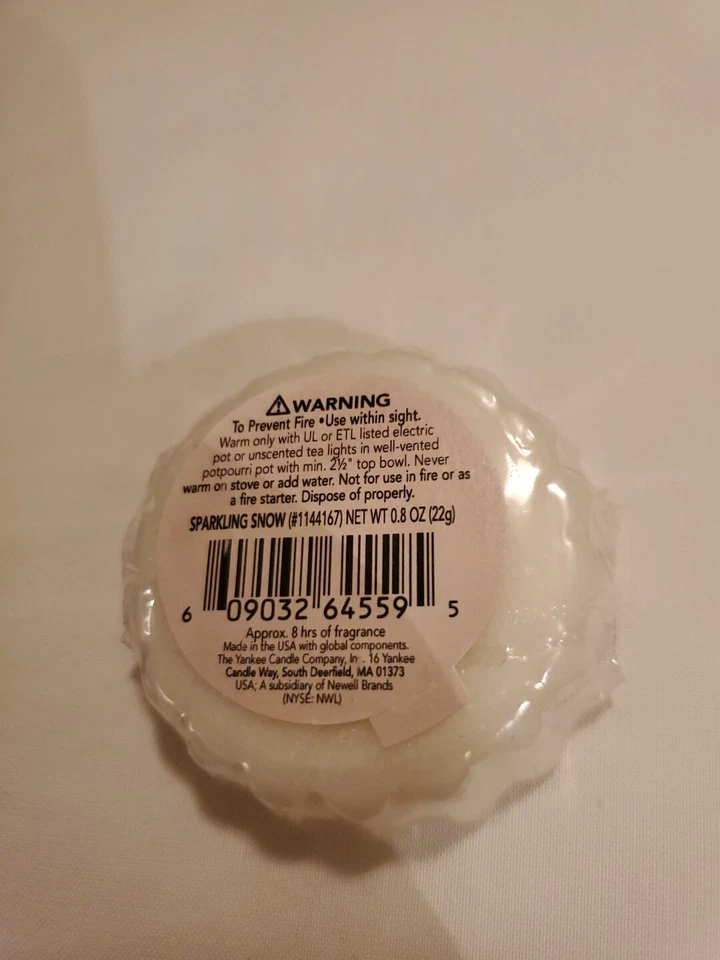 ⚠WARNING
To Prevent Fire •Use within sight.
Warm only with UL or ETL listed electric
pot or unscented tea lights in well-vented
potpourri pot with min. 2½" top bowl. Never
warm on stove or add water. Not for use in fire or as
a fire starter. Dispose of properly.
SPARKLING SNOW (#1144167) NET WT 0.8 OZ (22g)
6 09032 64559 5
Approx. 8 hrs of fragrance
Made in the USA with global components.
The Yankee Candle Company, In . 16 Yankee
Candle Way, South Deerfield, MA 01373
USA; A subsidiary of Newell Brands
(NYSE: NWL)